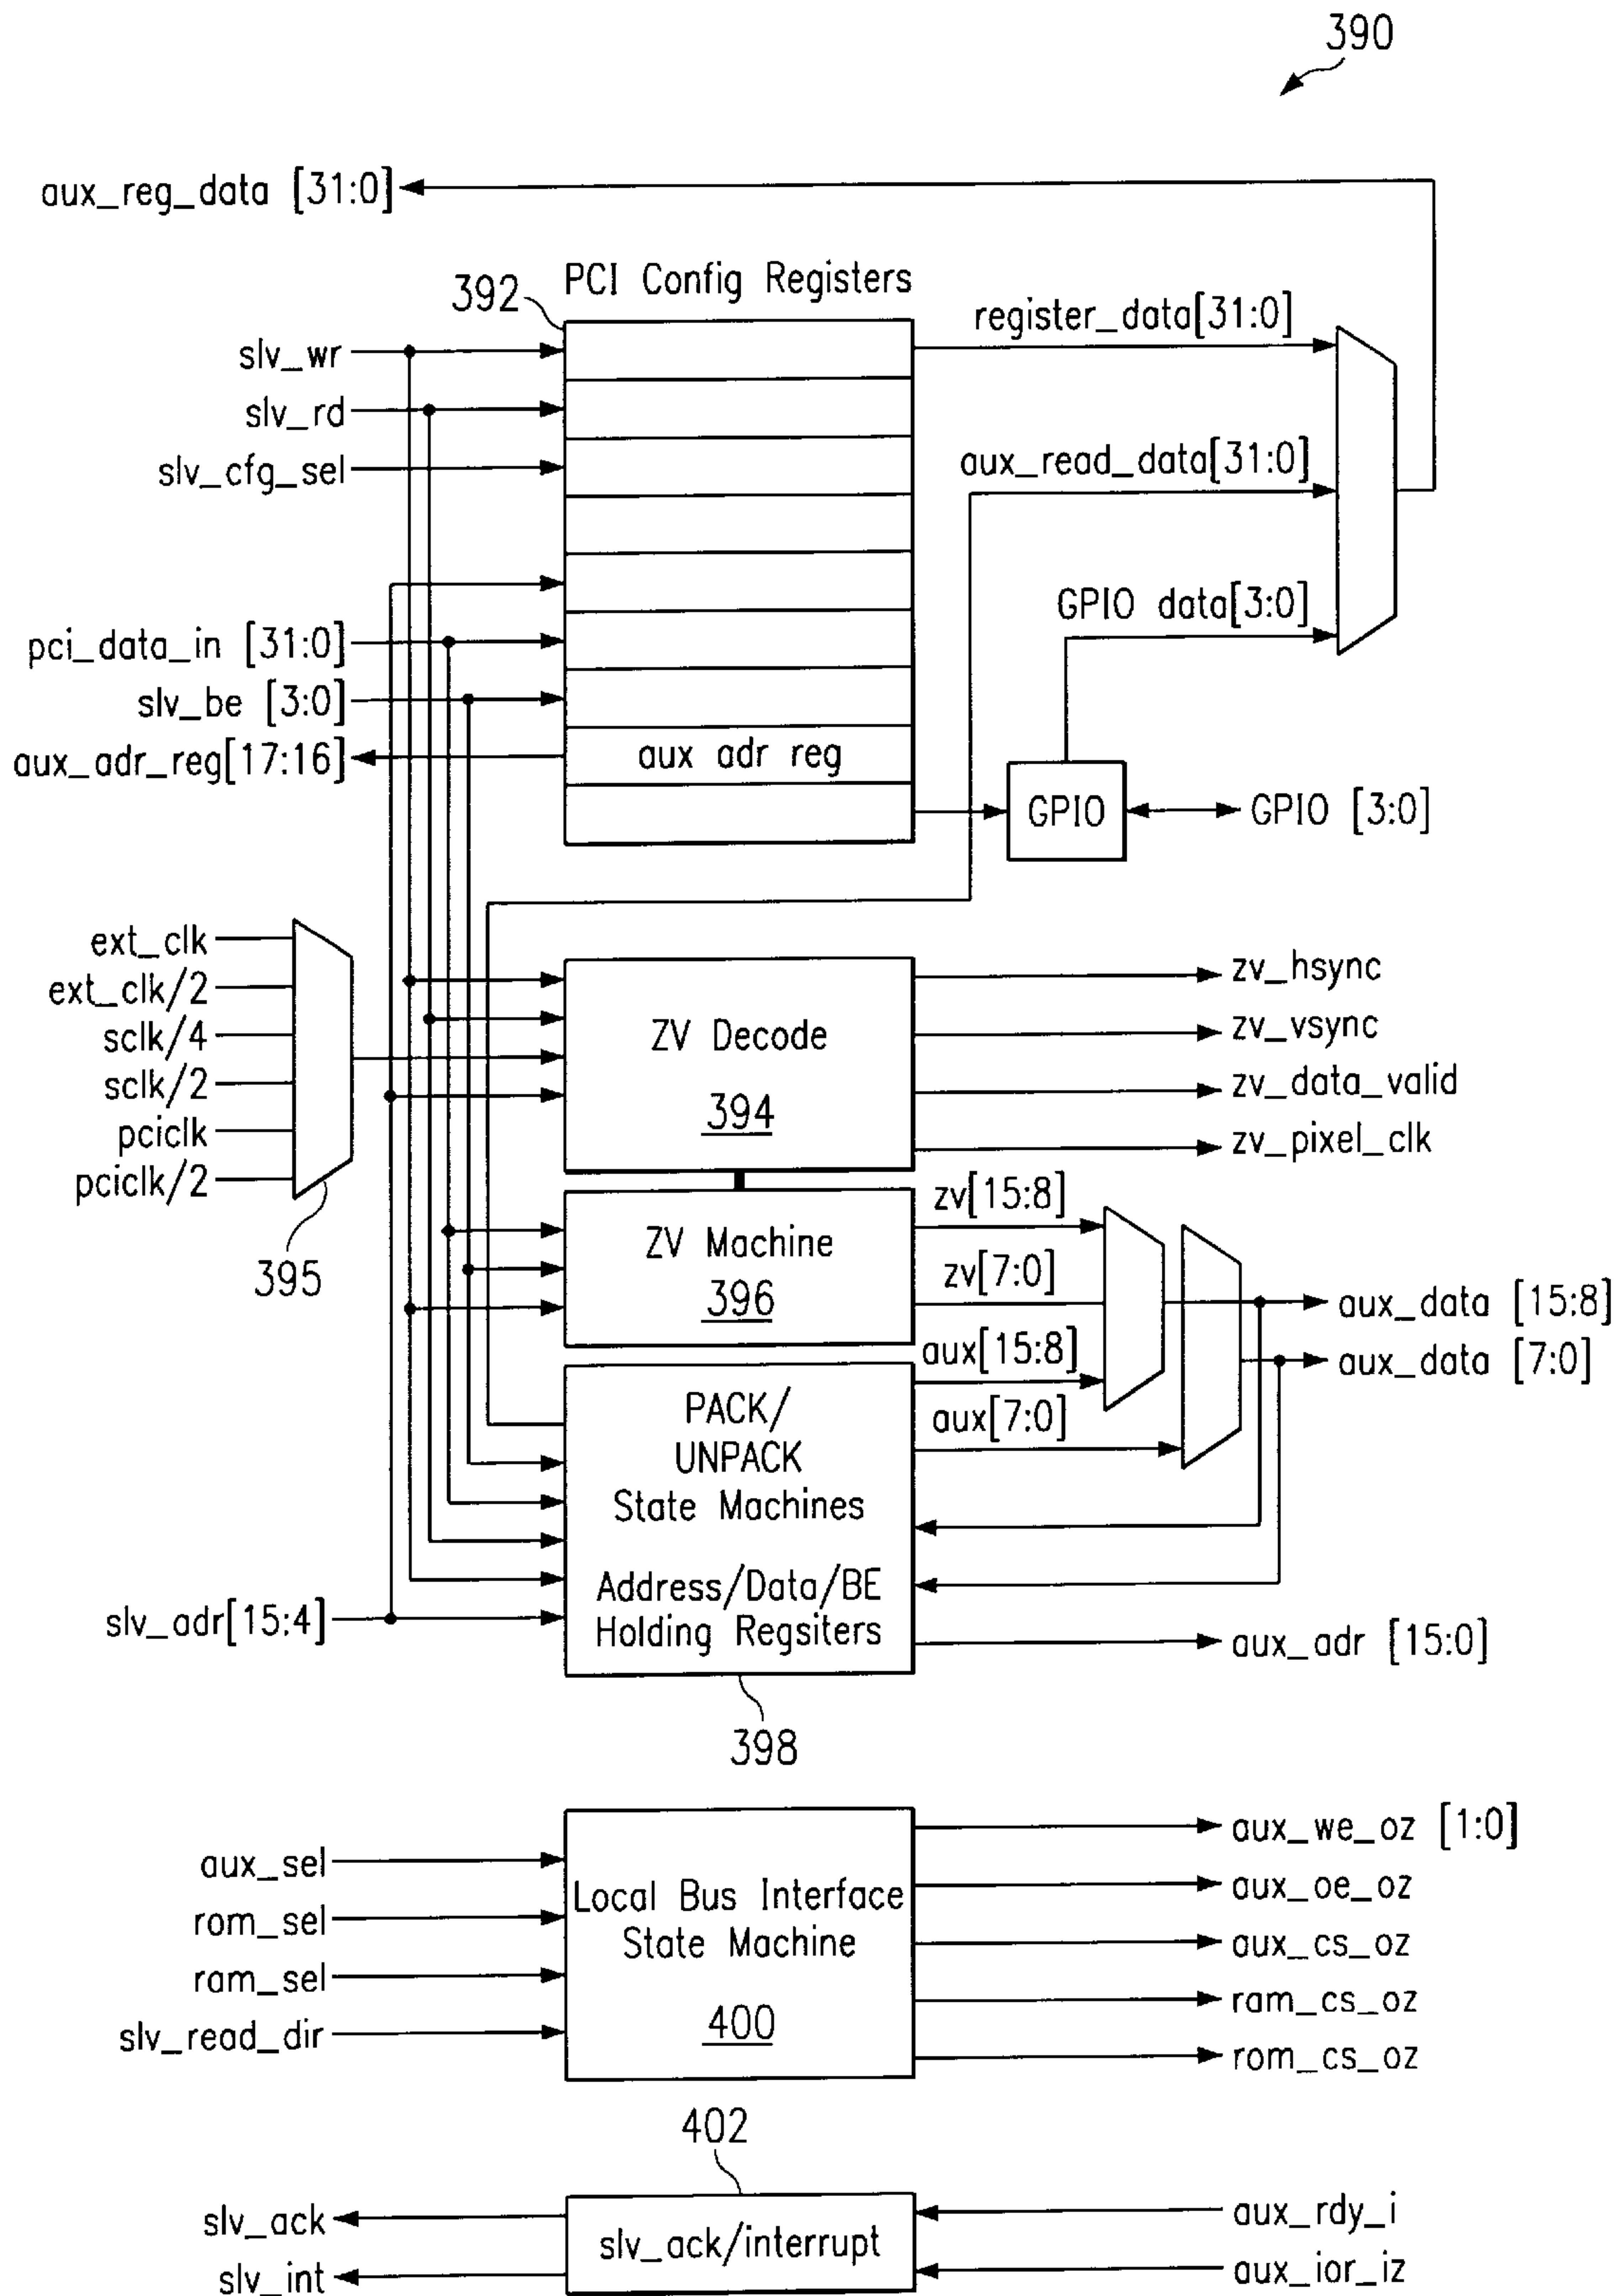 390
aux_reg_data [31:0]
PCI Config Registers
392
register_data[31:0]
slv_wr
slv_rd
aux_read_data[31:0]
slv_cfg_sel
GPIO data[3:0]
pci_data_in [31:0]
slv_be [3:0]
aux_adr_reg[17:16]
aux adr reg
GPIO
GPIO [3:0]
ext_clk
ext_clk/2
sclk/4
sclk/2
pciclk
pciclk/2
395
ZV Decode
394
zv_hsync
zv_vsync
zv_data_valid
zv_pixel_clk
ZV Machine
396
zv[15:8]
zv[7:0]
aux[15:8]
aux[7:0]
aux_data [15:8]
aux_data [7:0]
PACK/
UNPACK
State Machines
Address/Data/BE
Holding Regsiters
slv_adr[15:4]
aux_adr [15:0]
398
aux_sel
rom_sel
ram_sel
slv_read_dir
Local Bus Interface
State Machine
400
aux_we_oz [1:0]
aux_oe_oz
aux_cs_oz
ram_cs_oz
rom_cs_oz
402
slv_ack
slv_int
slv_ack/interrupt
aux_rdy_i
aux_ior_iz